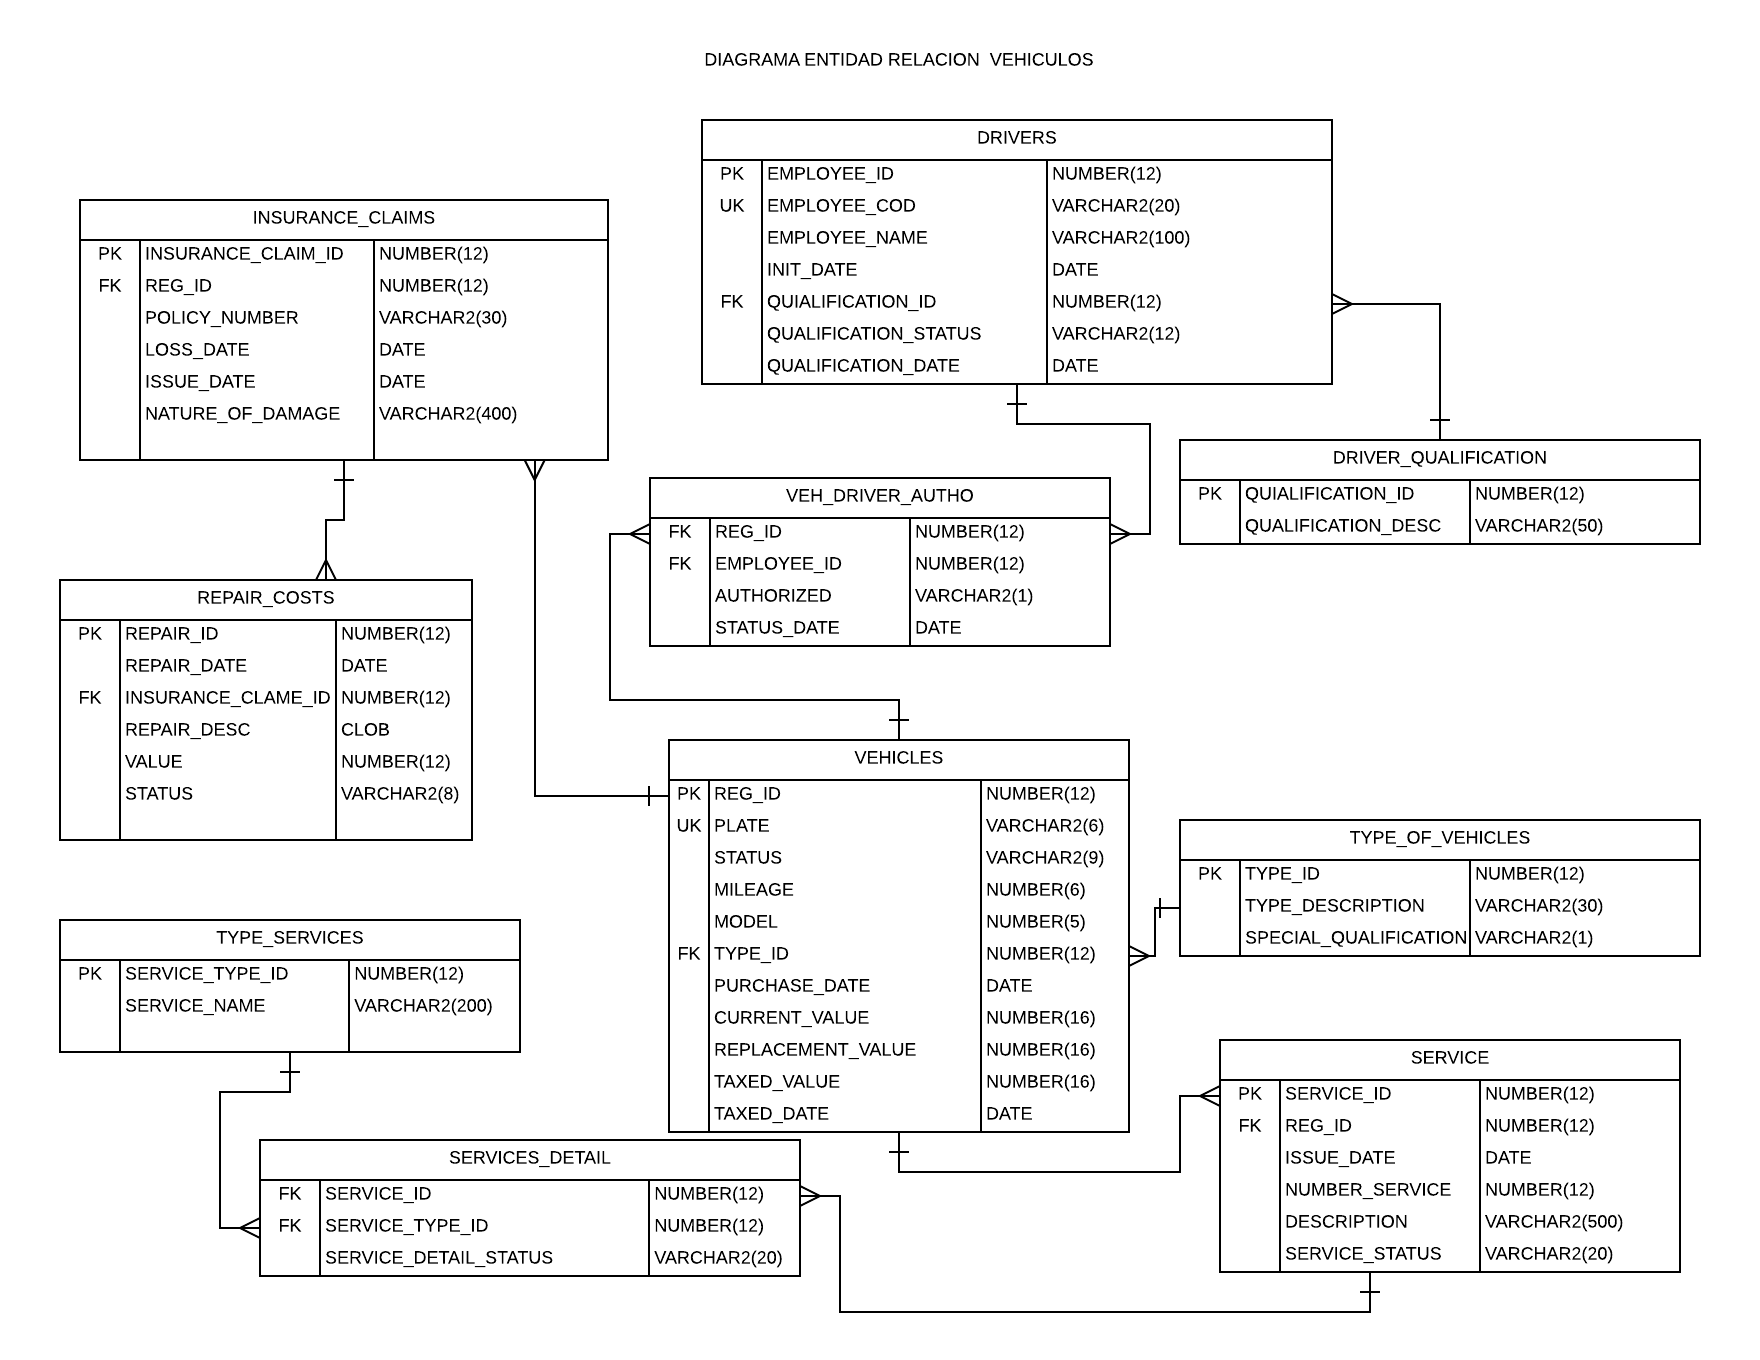 DIAGRAMA ENTIDAD RELACION  VEHICULOS
DRIVERS
PK EMPLOYEE_ID NUMBER(12)
UK EMPLOYEE_COD VARCHAR2(20)
EMPLOYEE_NAME VARCHAR2(100)
INIT_DATE DATE
FK QUIALIFICATION_ID NUMBER(12)
QUALIFICATION_STATUS VARCHAR2(12)
QUALIFICATION_DATE DATE
INSURANCE_CLAIMS
PK INSURANCE_CLAIM_ID NUMBER(12)
FK REG_ID NUMBER(12)
POLICY_NUMBER VARCHAR2(30)
LOSS_DATE DATE
ISSUE_DATE DATE
NATURE_OF_DAMAGE VARCHAR2(400)
DRIVER_QUALIFICATION
PK QUIALIFICATION_ID NUMBER(12)
QUALIFICATION_DESC VARCHAR2(50)
VEH_DRIVER_AUTHO
FK REG_ID NUMBER(12)
FK EMPLOYEE_ID NUMBER(12)
AUTHORIZED VARCHAR2(1)
STATUS_DATE DATE
REPAIR_COSTS
PK REPAIR_ID NUMBER(12)
REPAIR_DATE DATE
FK INSURANCE_CLAME_ID NUMBER(12)
REPAIR_DESC CLOB
VALUE NUMBER(12)
STATUS VARCHAR2(8)
VEHICLES
PK REG_ID NUMBER(12)
UK PLATE VARCHAR2(6)
STATUS VARCHAR2(9)
MILEAGE NUMBER(6)
MODEL NUMBER(5)
FK TYPE_ID NUMBER(12)
PURCHASE_DATE DATE
CURRENT_VALUE NUMBER(16)
REPLACEMENT_VALUE NUMBER(16)
TAXED_VALUE NUMBER(16)
TAXED_DATE DATE
TYPE_OF_VEHICLES
PK TYPE_ID NUMBER(12)
TYPE_DESCRIPTION VARCHAR2(30)
SPECIAL_QUALIFICATION VARCHAR2(1)
TYPE_SERVICES
PK SERVICE_TYPE_ID NUMBER(12)
SERVICE_NAME VARCHAR2(200)
SERVICE
PK SERVICE_ID NUMBER(12)
FK REG_ID NUMBER(12)
ISSUE_DATE DATE
NUMBER_SERVICE NUMBER(12)
DESCRIPTION VARCHAR2(500)
SERVICE_STATUS VARCHAR2(20)
SERVICES_DETAIL
FK SERVICE_ID NUMBER(12)
FK SERVICE_TYPE_ID NUMBER(12)
SERVICE_DETAIL_STATUS VARCHAR2(20)